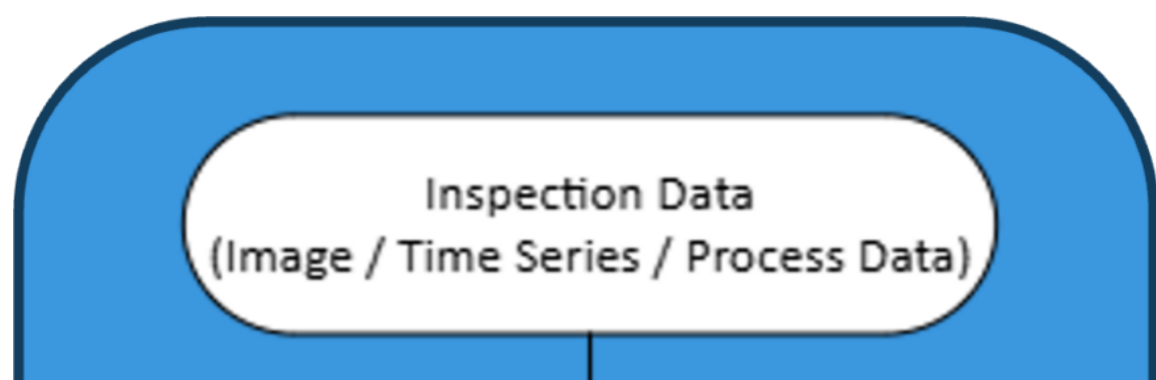 Inspection Data
(Image / Time Series / Process Data)